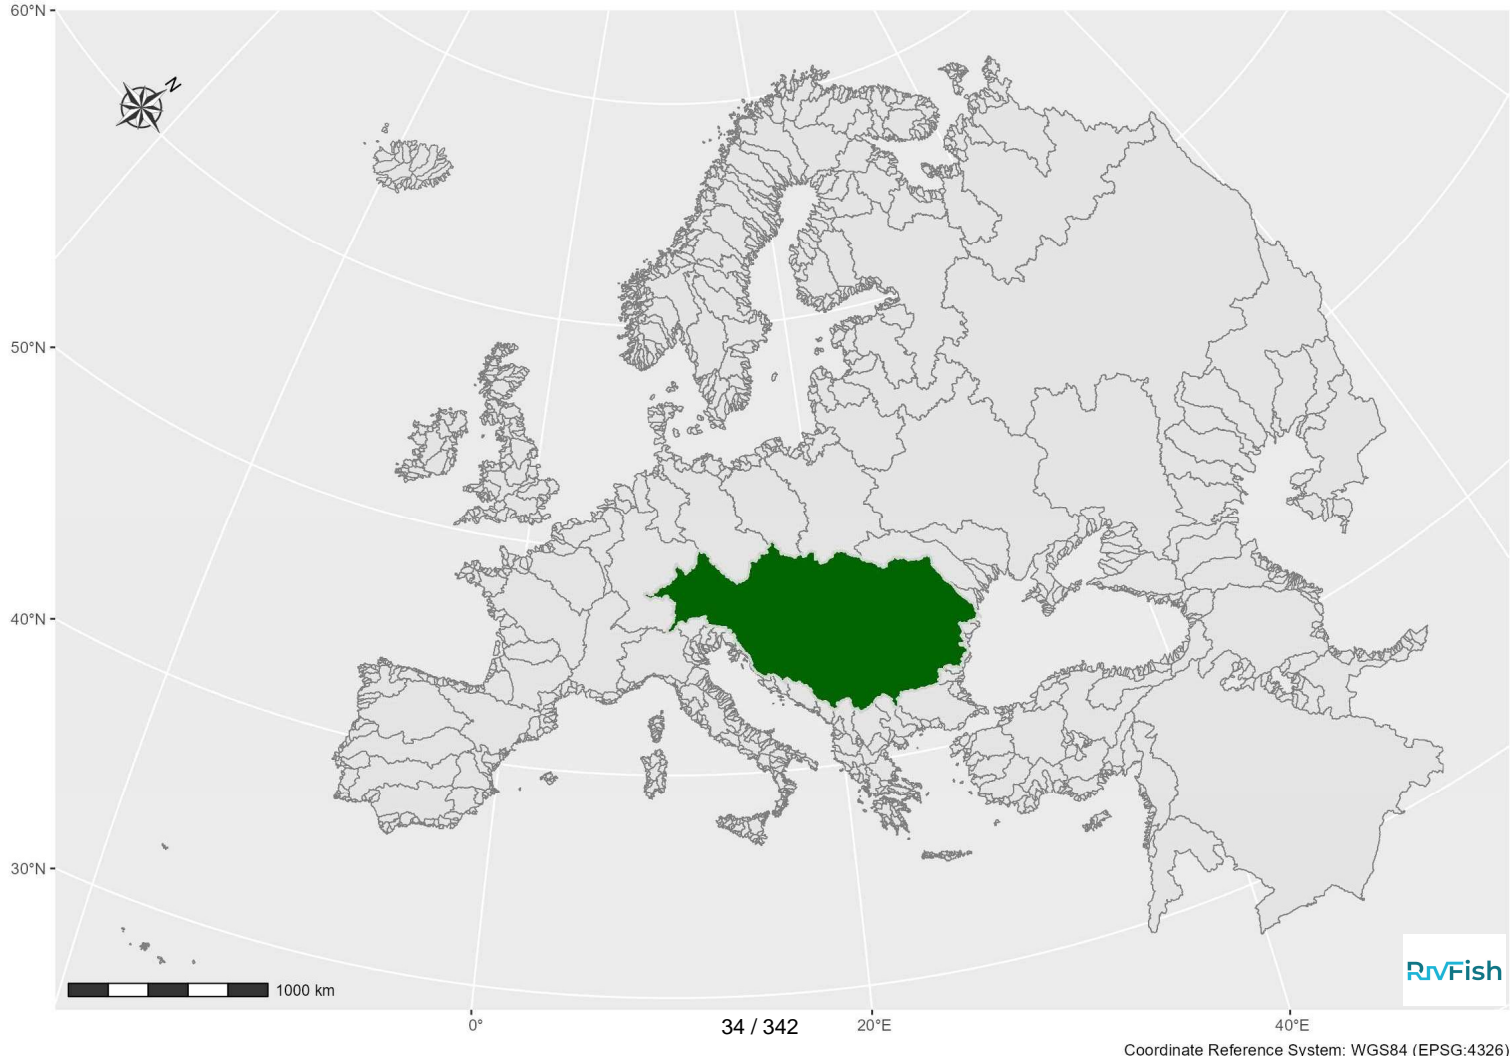 60°N
N
50°N
40°N
30°N
1000 km
RIVFish
0°
34 / 342
20°E
40°E
Coordinate Reference System: WGS84 (EPSG:4326)